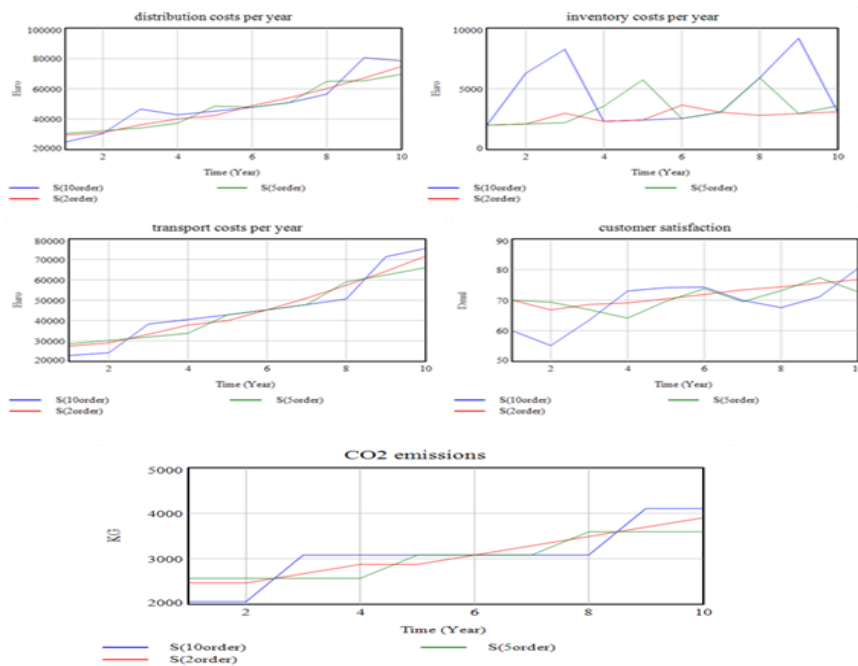 distribution costs per year
100000
80000
60000
40000
20000
Euro
2 4 6 8 10
Time (Year)
S(10order) S(5order)
S(2order)
inventory costs per year
10000
5000
0
Euro
2 4 6 8 10
Time (Year)
S(10order) S(5order)
S(2order)
transport costs per year
80000
70000
60000
50000
40000
30000
20000
Euro
2 4 6 8 10
Time (Year)
S(10order) S(5order)
S(2order)
customer satisfaction
90
80
70
60
50
Dmnl
2 4 6 8 10
Time (Year)
S(10order) S(5order)
S(2order)
CO2 emissions
5000
4000
3000
2000
KG
2 4 6 8 10
Time (Year)
S(10order) S(5order)
S(2order)